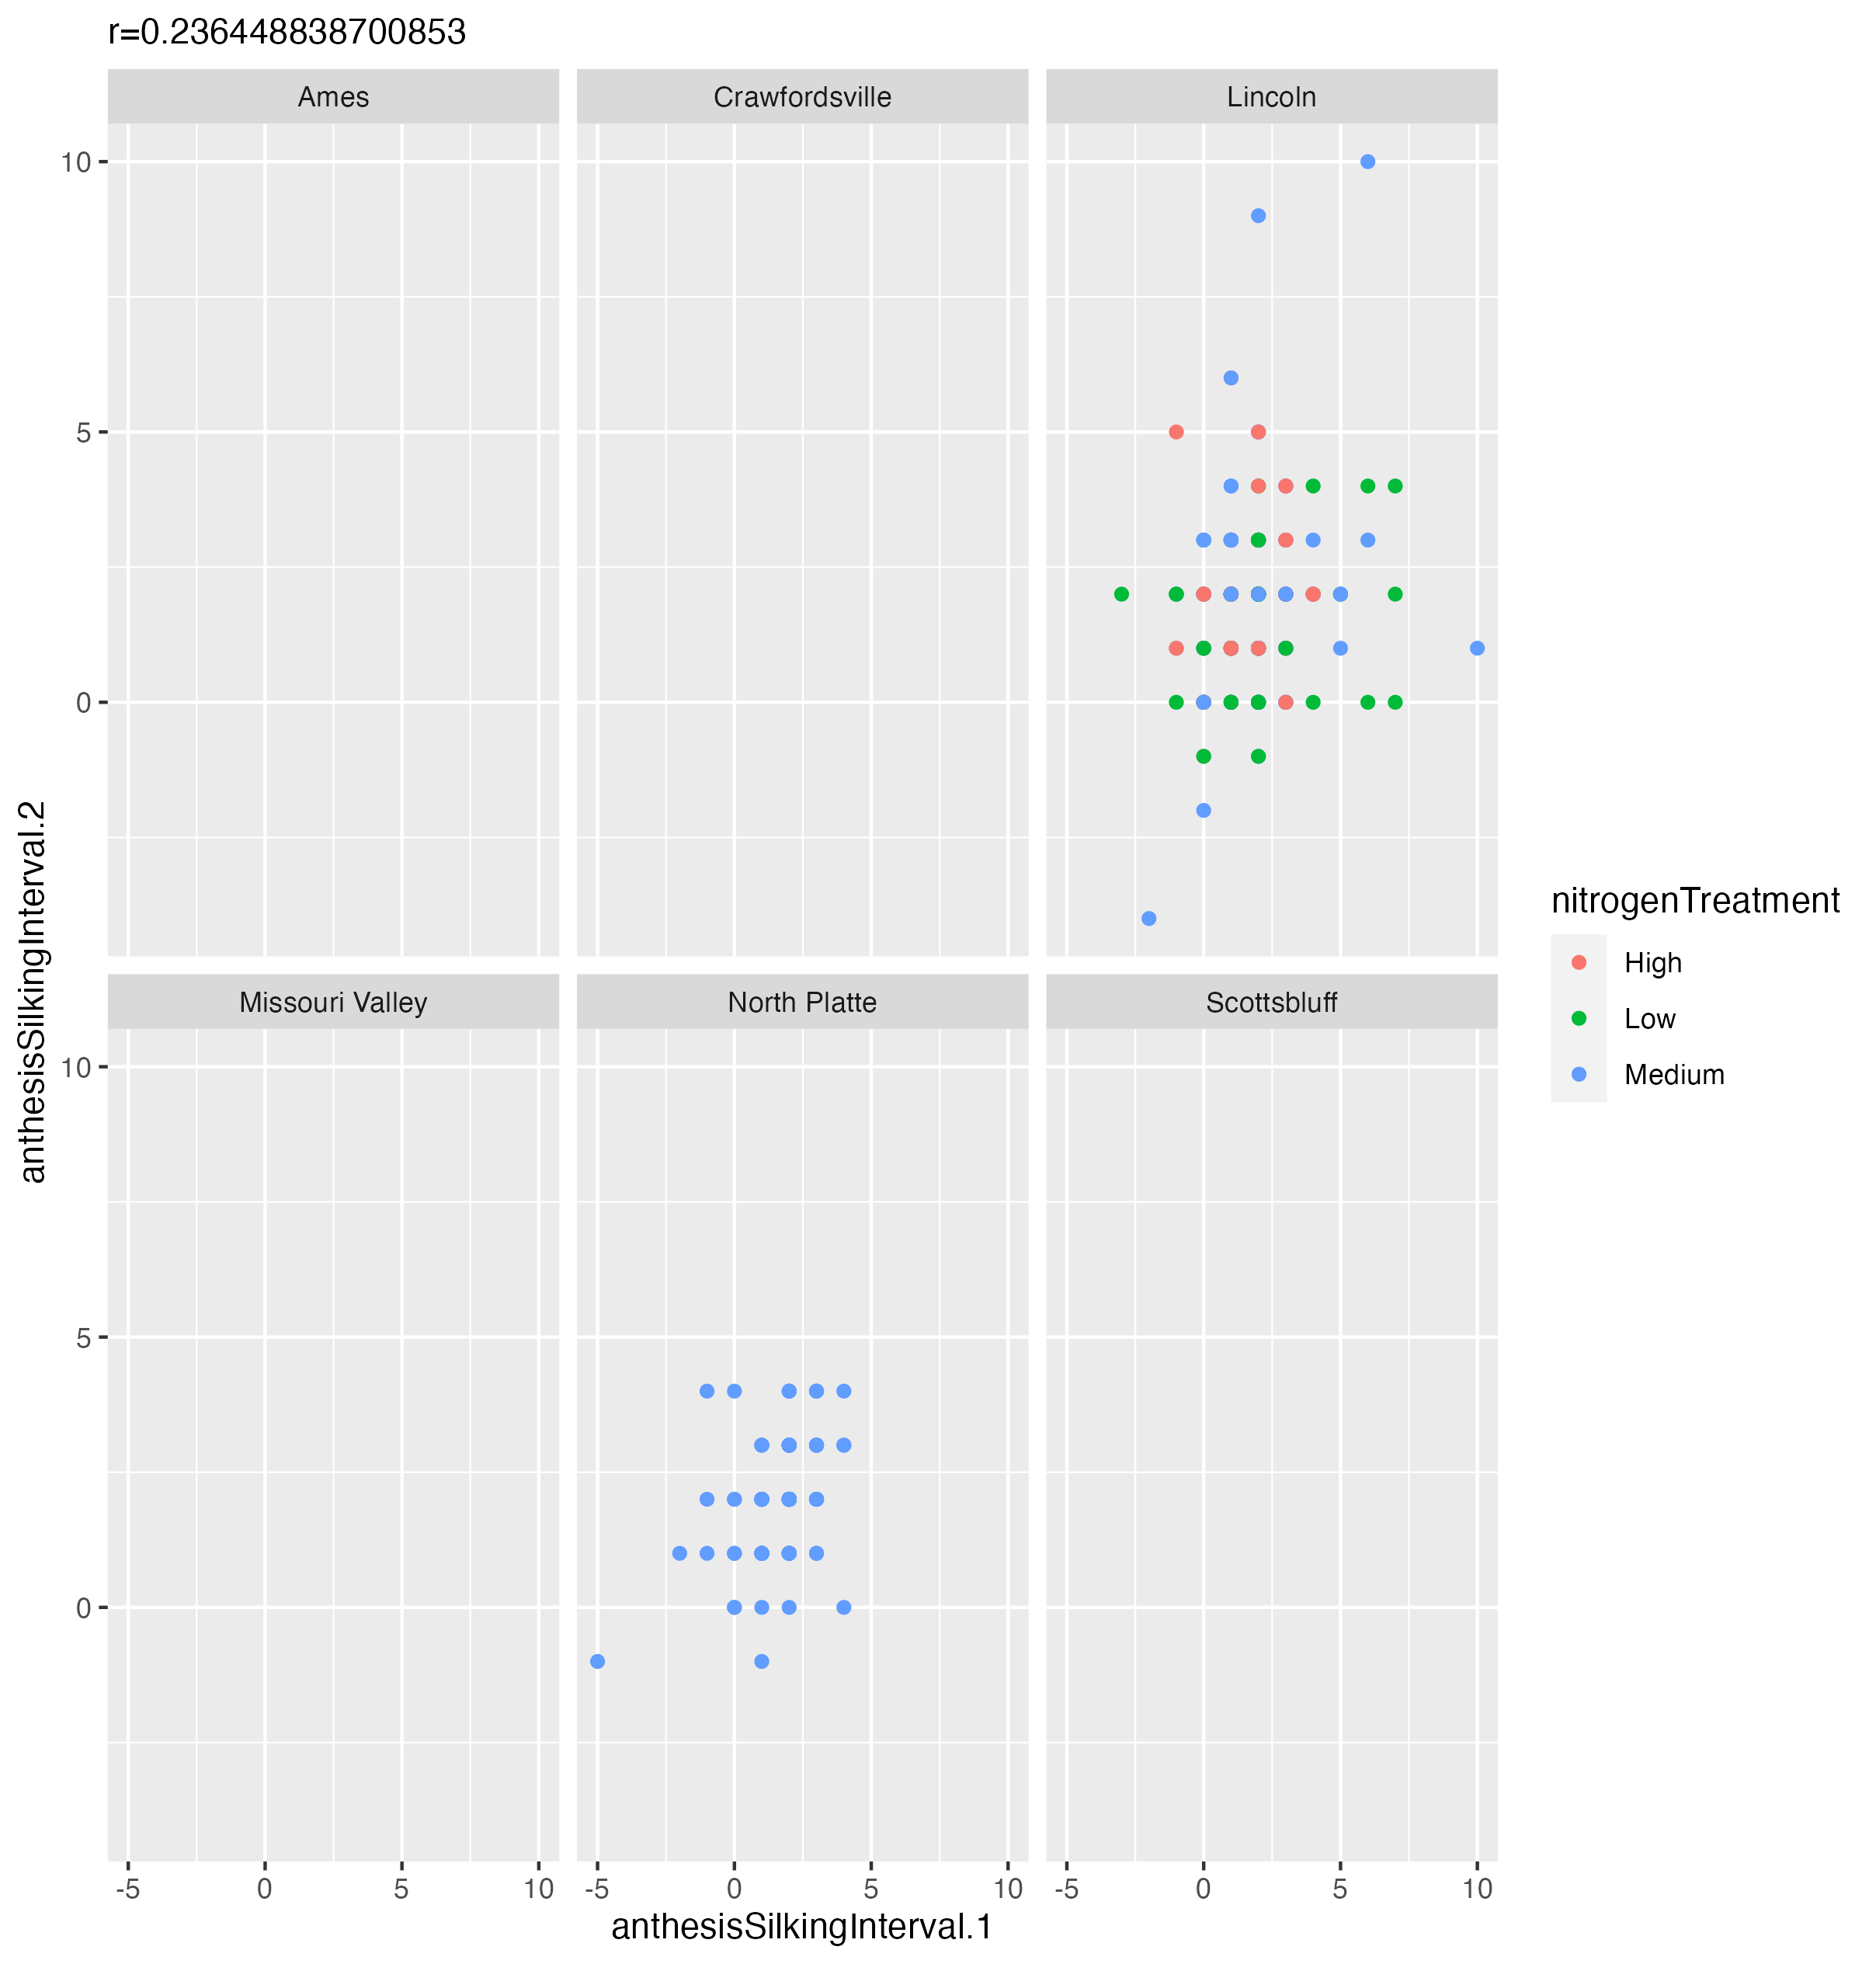 r=0.236448838700853
Ames
Crawfordsville
Lincoln
10
5
0
Missouri Valley
North Platte
Scottsbluff
10
5
0
-5 0 5 10
-5 0 5 10
-5 0 5 10
anthesisSilkingInterval.1
anthesisSilkingInterval.2
nitrogenTreatment
High
Low
Medium